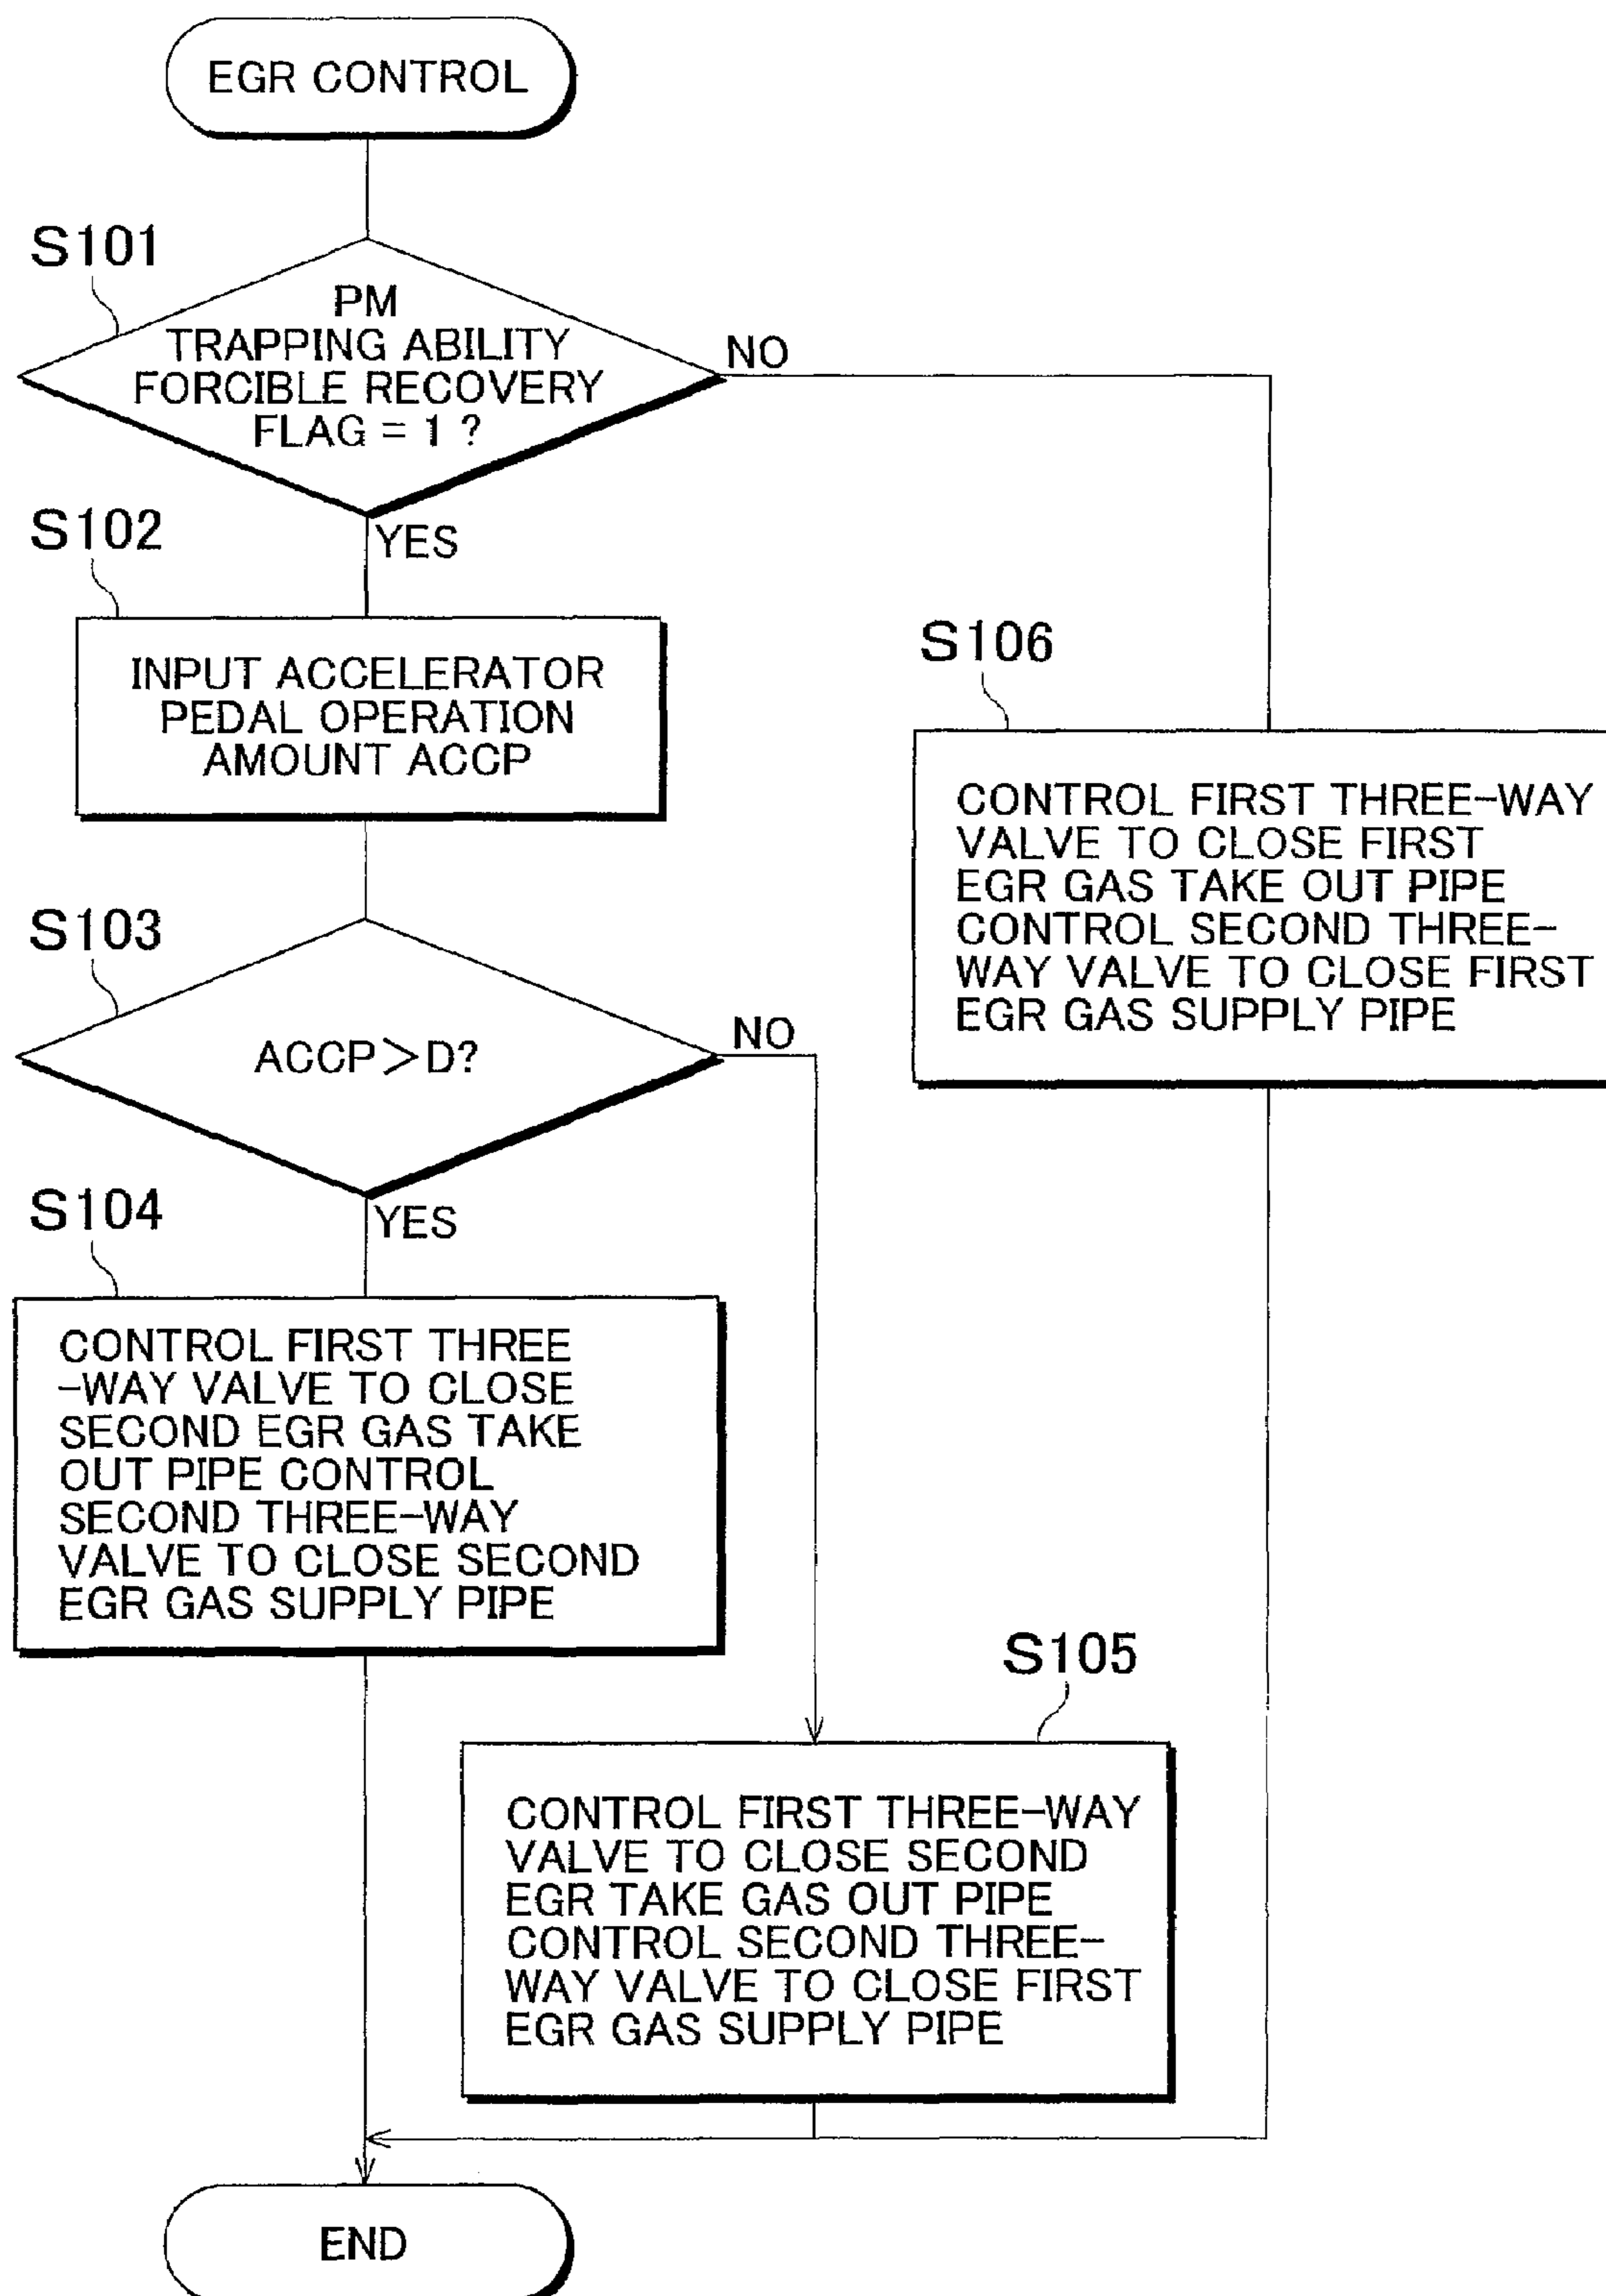 EGR CONTROL
S101
PM
TRAPPING ABILITY
FORCIBLE RECOVERY
FLAG = 1 ?
NO
YES
S102
INPUT ACCELERATOR
PEDAL OPERATION
AMOUNT ACCP
S103
ACCP>D?
NO
YES
S104
CONTROL FIRST THREE
-WAY VALVE TO CLOSE
SECOND EGR GAS TAKE
OUT PIPE CONTROL
SECOND THREE-WAY
VALVE TO CLOSE SECOND
EGR GAS SUPPLY PIPE
S105
CONTROL FIRST THREE-WAY
VALVE TO CLOSE SECOND
EGR TAKE GAS OUT PIPE
CONTROL SECOND THREE-
WAY VALVE TO CLOSE FIRST
EGR GAS SUPPLY PIPE
S106
CONTROL FIRST THREE-WAY
VALVE TO CLOSE FIRST
EGR GAS TAKE OUT PIPE
CONTROL SECOND THREE-
WAY VALVE TO CLOSE FIRST
EGR GAS SUPPLY PIPE
END